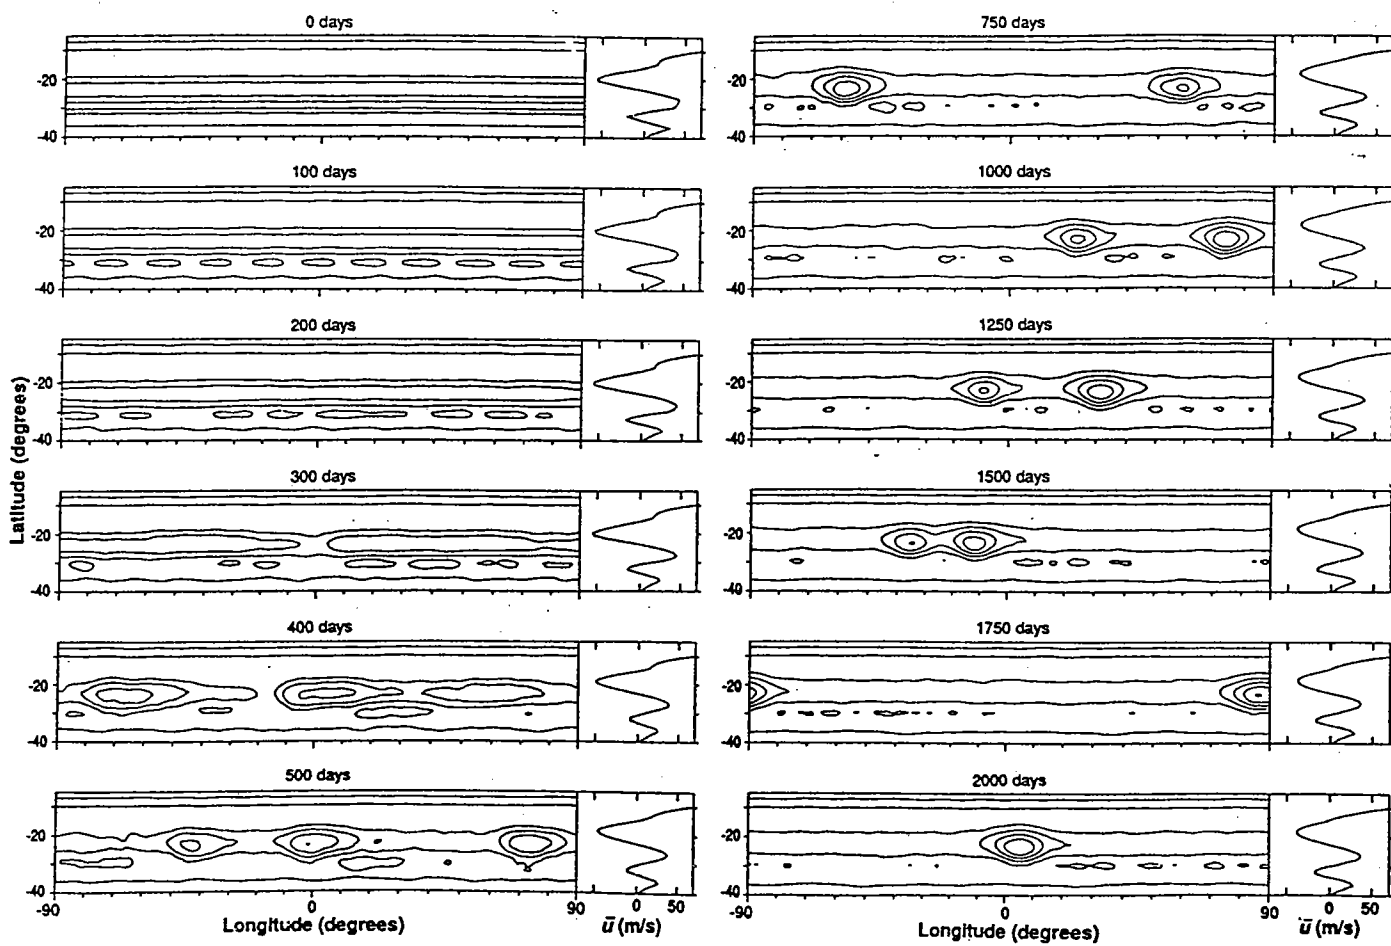 0 days
-20
-40
100 days
-20
-40
200 days
-20
-40
300 days
-20
-40
400 days
-20
-40
500 days
-20
-40
-90
0
90
0
50
Longitude (degrees)
ū (m/s)
Latitude (degrees)
750 days
-20
-40
1000 days
-20
-40
1250 days
-20
-40
1500 days
-20
-40
1750 days
-20
-40
2000 days
-20
-40
-90
0
90
0
50
Longitude (degrees)
ū (m/s)